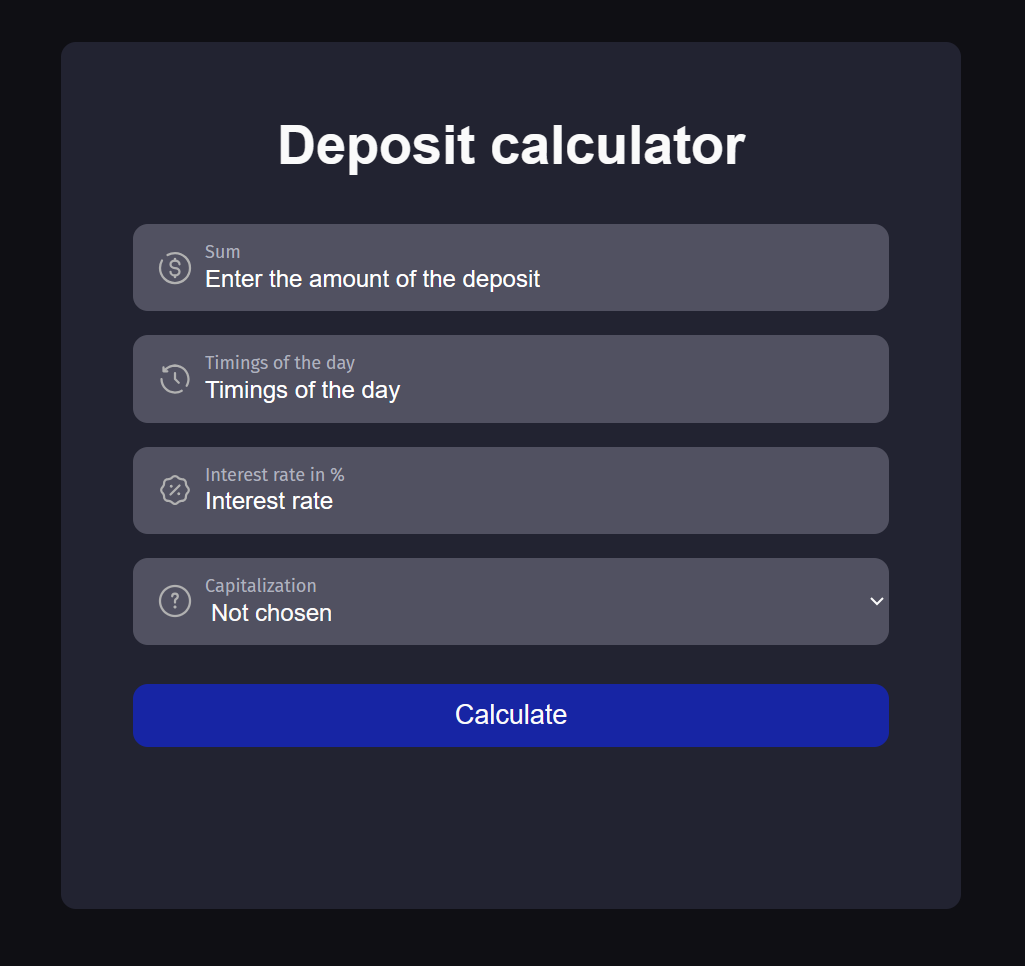 Deposit calculator
Sum
Enter the amount of the deposit
Timings of the day
Timings of the day
Interest rate in %
Interest rate
Capitalization
Not chosen
Calculate